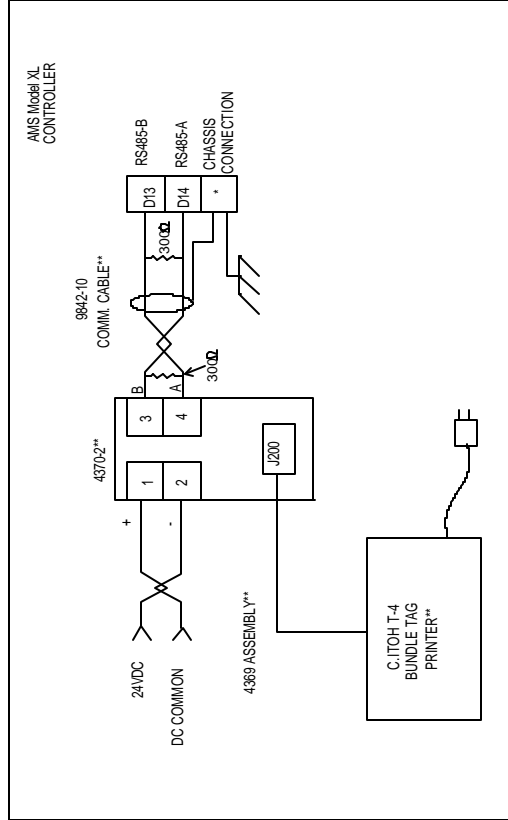 AMS Model XL
CONTROLLER
RS485-B
RS485-A
CHASSIS
CONNECTION
D13
D14
*
300Ω
9842-10
COMM. CABLE**
300Ω
B
A
4370-2**
3
4
1
2
J200
+
-
24VDC
DC COMMON
4369 ASSEMBLY**
C.ITOH T-4
BUNDLE TAG
PRINTER**